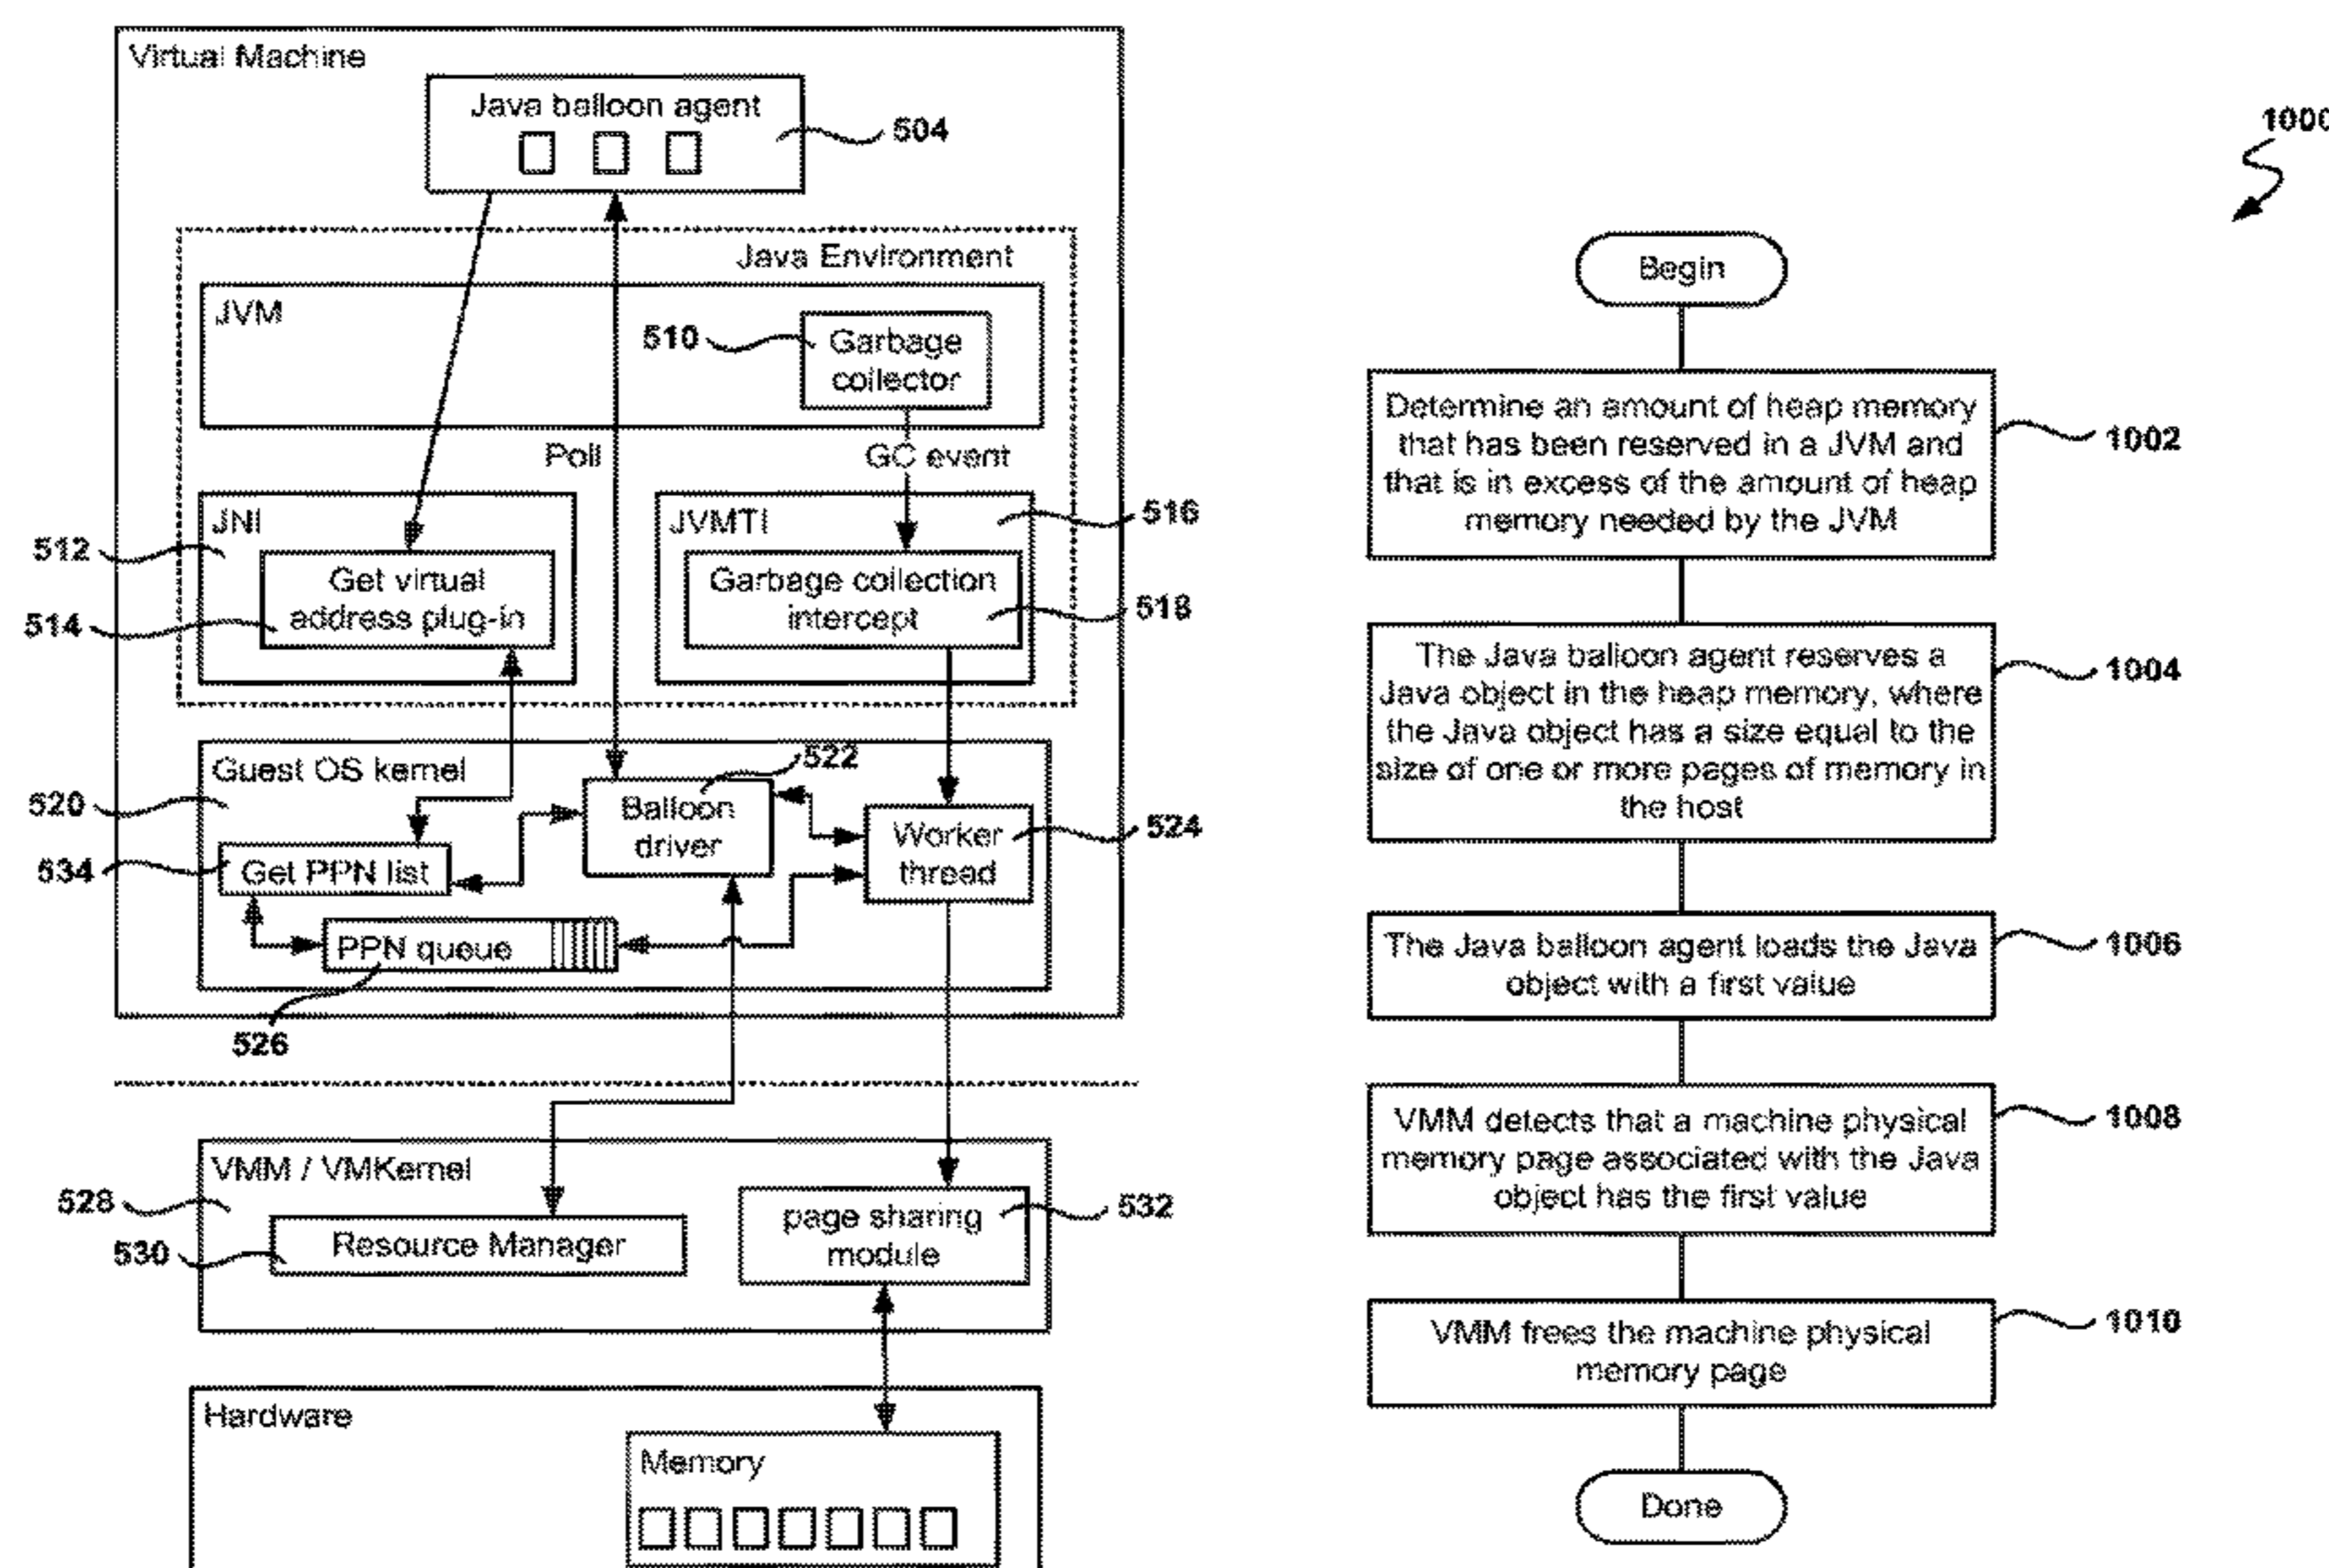 Virtual Machine
Java balloon agent
504
Java Environment
JVM
510
Garbage
collector
Poll
GC event
JNI
512
Get virtual
address plug-in
514
JVMTI
516
Garbage collection
intercept
518
Guest OS kernel
520
522
Balloon
driver
Worker
thread
524
534
Get PPN list
PPN queue
526
VMM / VMKernel
528
Resource Manager
530
page sharing
module
532
Hardware
Memory
1000
Begin
Determine an amount of heap memory
that has been reserved in a JVM and
that is in excess of the amount of heap
memory needed by the JVM
1002
The Java balloon agent reserves a
Java object in the heap memory, where
the Java object has a size equal to the
size of one or more pages of memory in
the host
1004
The Java balloon agent loads the Java
object with a first value
1006
VMM detects that a machine physical
memory page associated with the Java
object has the first value
1008
VMM frees the machine physical
memory page
1010
Done